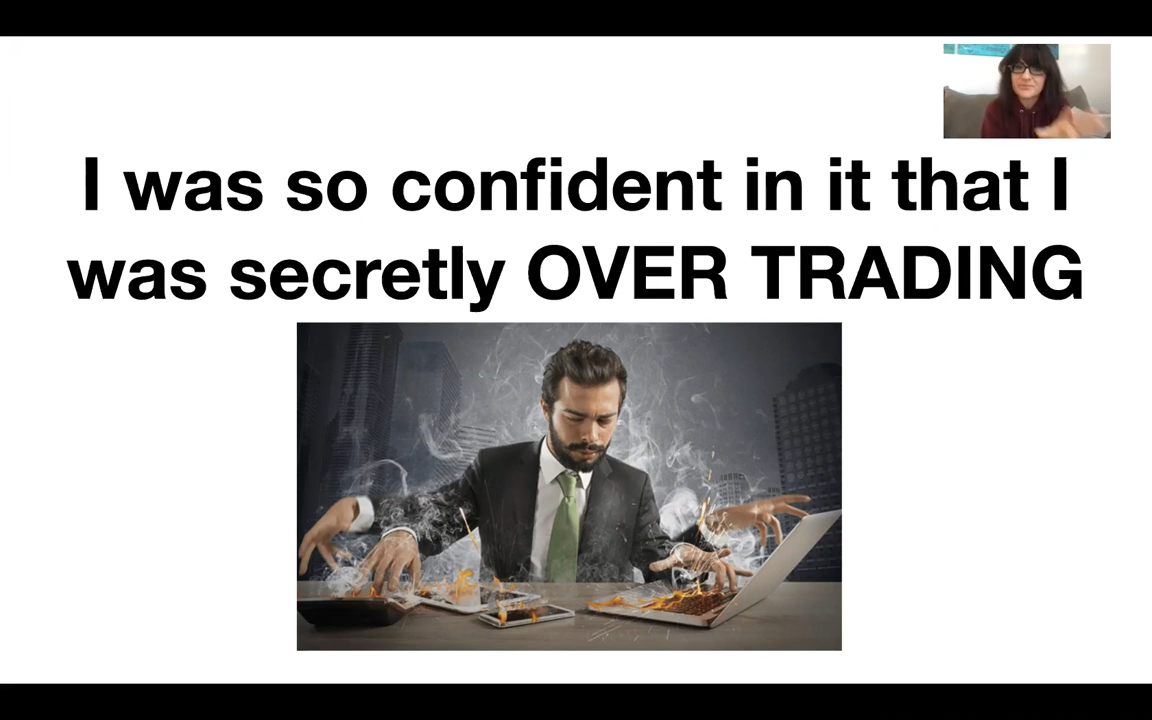 I was so confident in it that I
was secretly OVER TRADING